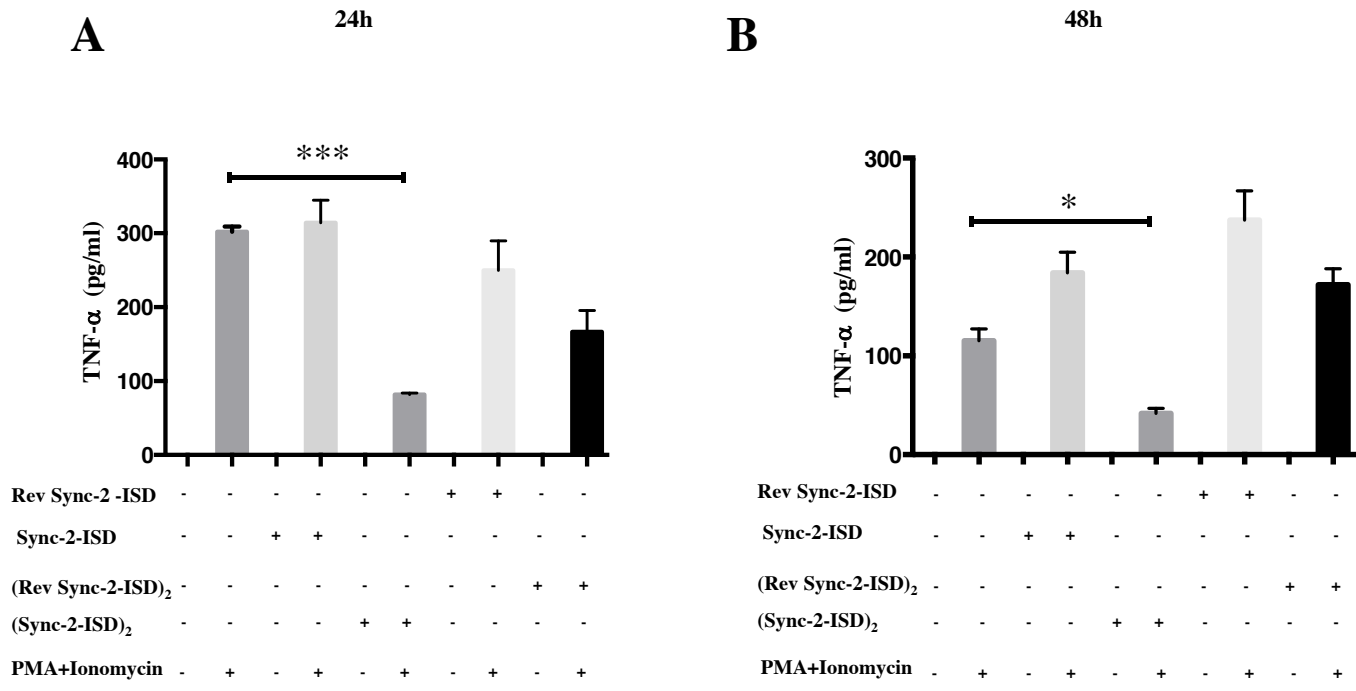 A
24h
***
400
300
200
100
0
TNF-α (pg/ml)
Rev Sync-2 -ISD - - - - - - + + - -
Sync-2-ISD - - + + - - - - - -
(Rev Sync-2-ISD)2 - - - - - - - - + +
(Sync-2-ISD)2 - - - - + + - - - -
PMA+Ionomycin - + - + - + - + - +
B
48h
*
300
200
100
0
TNF-α (pg/ml)
Rev Sync-2-ISD - - - - - - + + - -
Sync-2-ISD - - + + - - - - - -
(Rev Sync-2-ISD)2 - - - - - - - - + +
(Sync-2-ISD)2 - - - - + + - - - -
PMA+Ionomycin - + - + - + - + - +